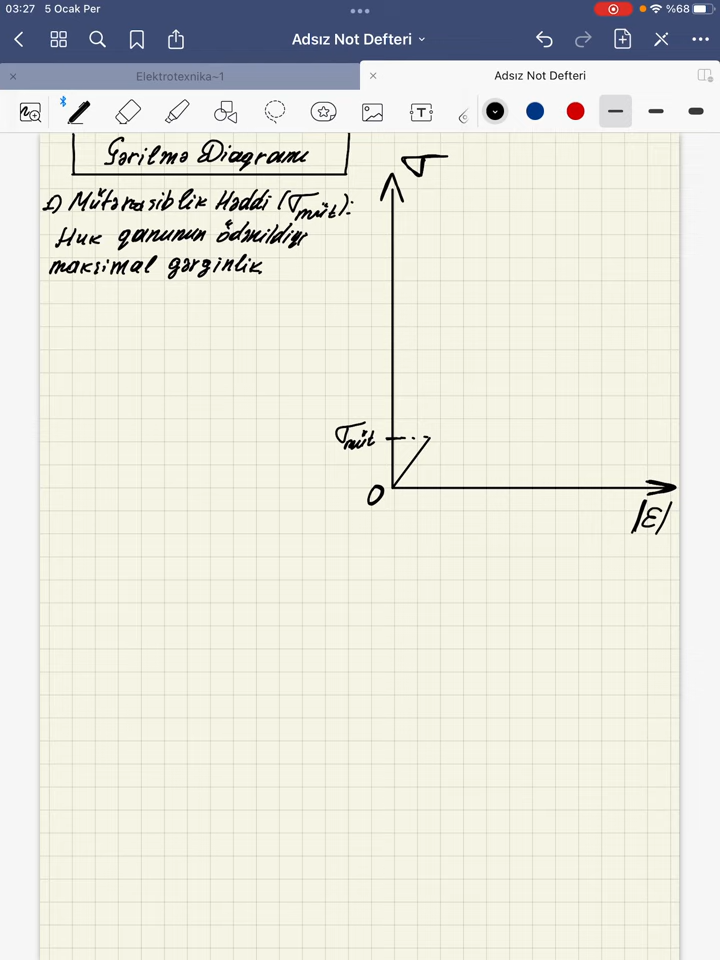 03:27 5 Ocak Per
%68
Adsız Not Defteri
Elektrotexnika~1
Adsız Not Defteri
T
Gərilmə Diaqramı
1) Mütənasiblik Həddi (σmüt):
Huk qanunun ödənildiyi
maksimal gərginlik
σ
σmüt
0
|ε|